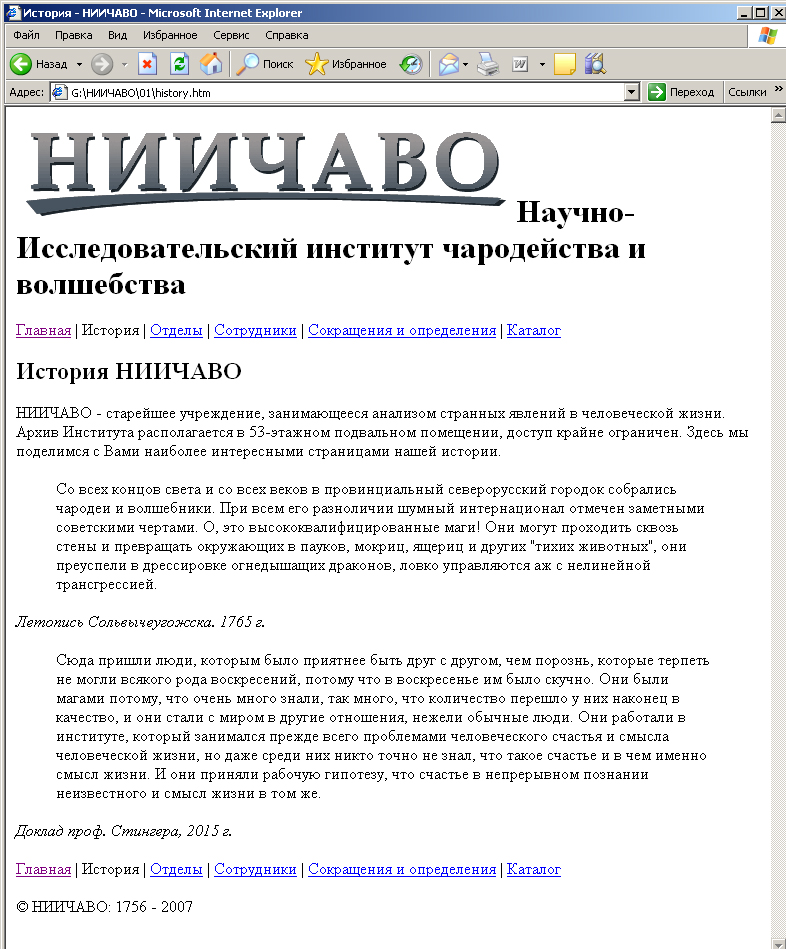 История - НИИЧАВО - Microsoft Internet Explorer
Файл Правка Вид Избранное Сервис Справка
Назад Поиск Избранное
Адрес: G:\НИИЧАВО\01\history.htm Переход Ссылки »
НИИЧАВО Научно-
Исследовательский институт чародейства и
волшебства
Главная | История | Отделы | Сотрудники | Сокращения и определения | Каталог
История НИИЧАВО
НИИЧАВО - старейшее учреждение, занимающееся анализом странных явлений в человеческой жизни.
Архив Института располагается в 53-этажном подвальном помещении, доступ крайне ограничен. Здесь мы
поделимся с Вами наиболее интересными страницами нашей истории.
Со всех концов света и со всех веков в провинциальный северорусский городок собрались
чародеи и волшебники. При всем его разноличии шумный интернационал отмечен заметными
советскими чертами. О, это высококвалифицированные маги! Они могут проходить сквозь
стены и превращать окружающих в пауков, мокриц, ящериц и других "тихих животных", они
преуспели в дрессировке огнедышащих драконов, ловко управляются аж с нелинейной
трансгрессией.
Летопись Сольвычеугожска. 1765 г.
Сюда пришли люди, которым было приятнее быть друг с другом, чем порознь, которые терпеть
не могли всякого рода воскресений, потому что в воскресенье им было скучно. Они были
магами потому, что очень много знали, так много, что количество перешло у них наконец в
качество, и они стали с миром в другие отношения, нежели обычные люди. Они работали в
институте, который занимался прежде всего проблемами человеческого счастья и смысла
человеческой жизни, но даже среди них никто точно не знал, что такое счастье и в чем именно
смысл жизни. И они приняли рабочую гипотезу, что счастье в непрерывном познании
неизвестного и смысл жизни в том же.
Доклад проф. Стингера, 2015 г.
Главная | История | Отделы | Сотрудники | Сокращения и определения | Каталог
© НИИЧАВО: 1756 - 2007